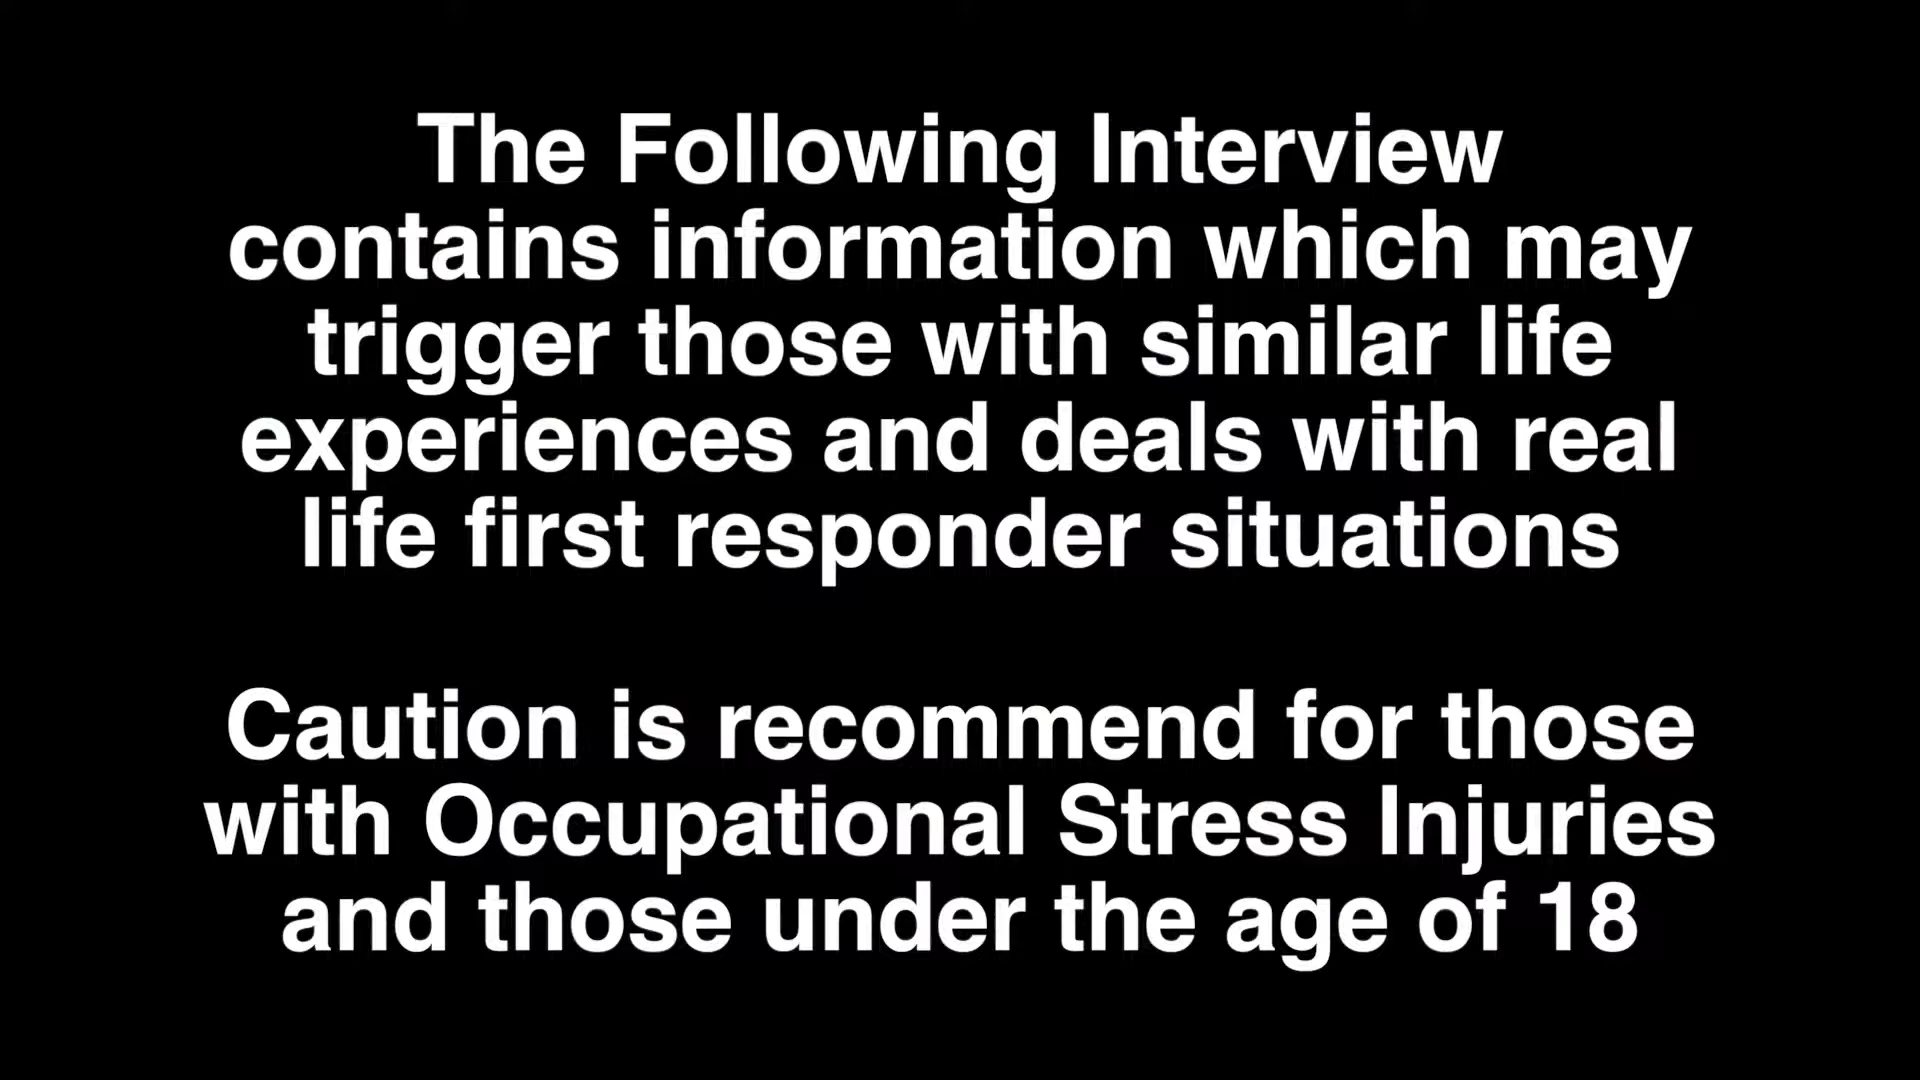 The Following Interview
contains information which may
trigger those with similar life
experiences and deals with real
life first responder situations
Caution is recommend for those
with Occupational Stress Injuries
and those under the age of 18